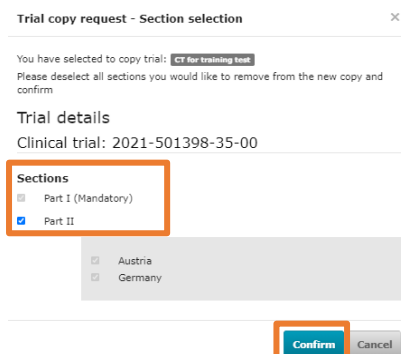 Trial copy request - Section selection ×
You have selected to copy trial: CT for training test
Please deselect all sections you would like to remove from the new copy and
confirm
Trial details
Clinical trial: 2021-501398-35-00
Sections
Part I (Mandatory)
Part II
Austria
Germany
Confirm Cancel